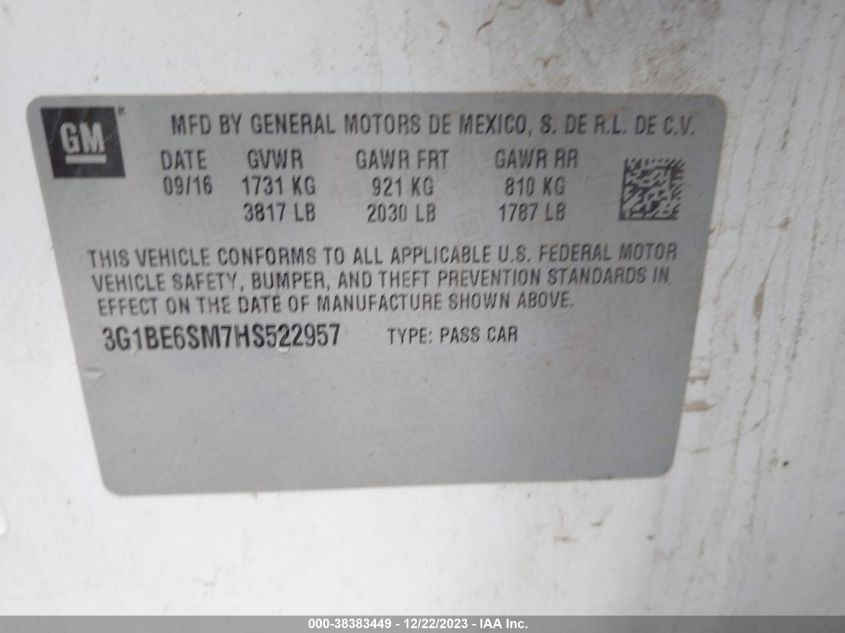 GM
MFD BY GENERAL MOTORS DE MEXICO, S. DE R.L. DE C.V.
DATE GVWR GAWR FRT GAWR RR
09/16 1731 KG 921 KG 810 KG
3817 LB 2030 LB 1787 LB
THIS VEHICLE CONFORMS TO ALL APPLICABLE U.S. FEDERAL MOTOR
VEHICLE SAFETY, BUMPER, AND THEFT PREVENTION STANDARDS IN
EFFECT ON THE DATE OF MANUFACTURE SHOWN ABOVE.
3G1BE6SM7HS522957 TYPE: PASS CAR
000-38383449 - 12/22/2023 - IAA Inc.